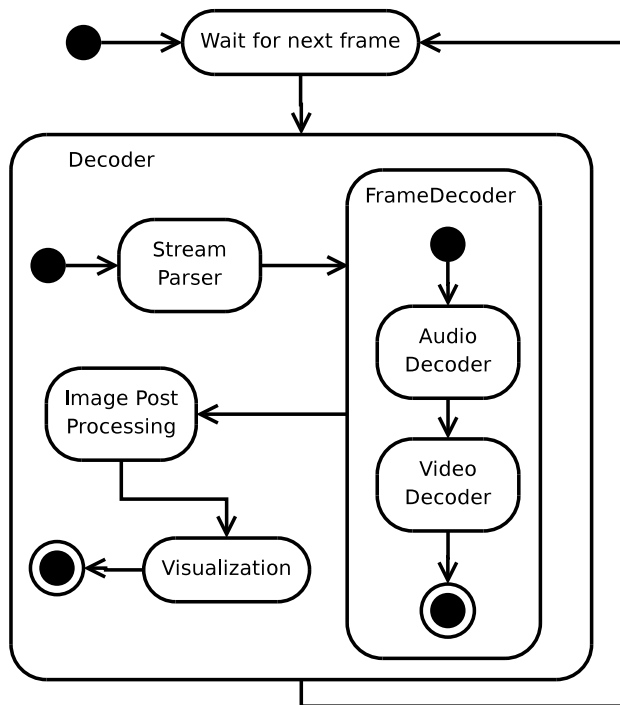 Wait for next frame
Decoder
FrameDecoder
Stream
Parser
Audio
Decoder
Image Post
Processing
Video
Decoder
Visualization